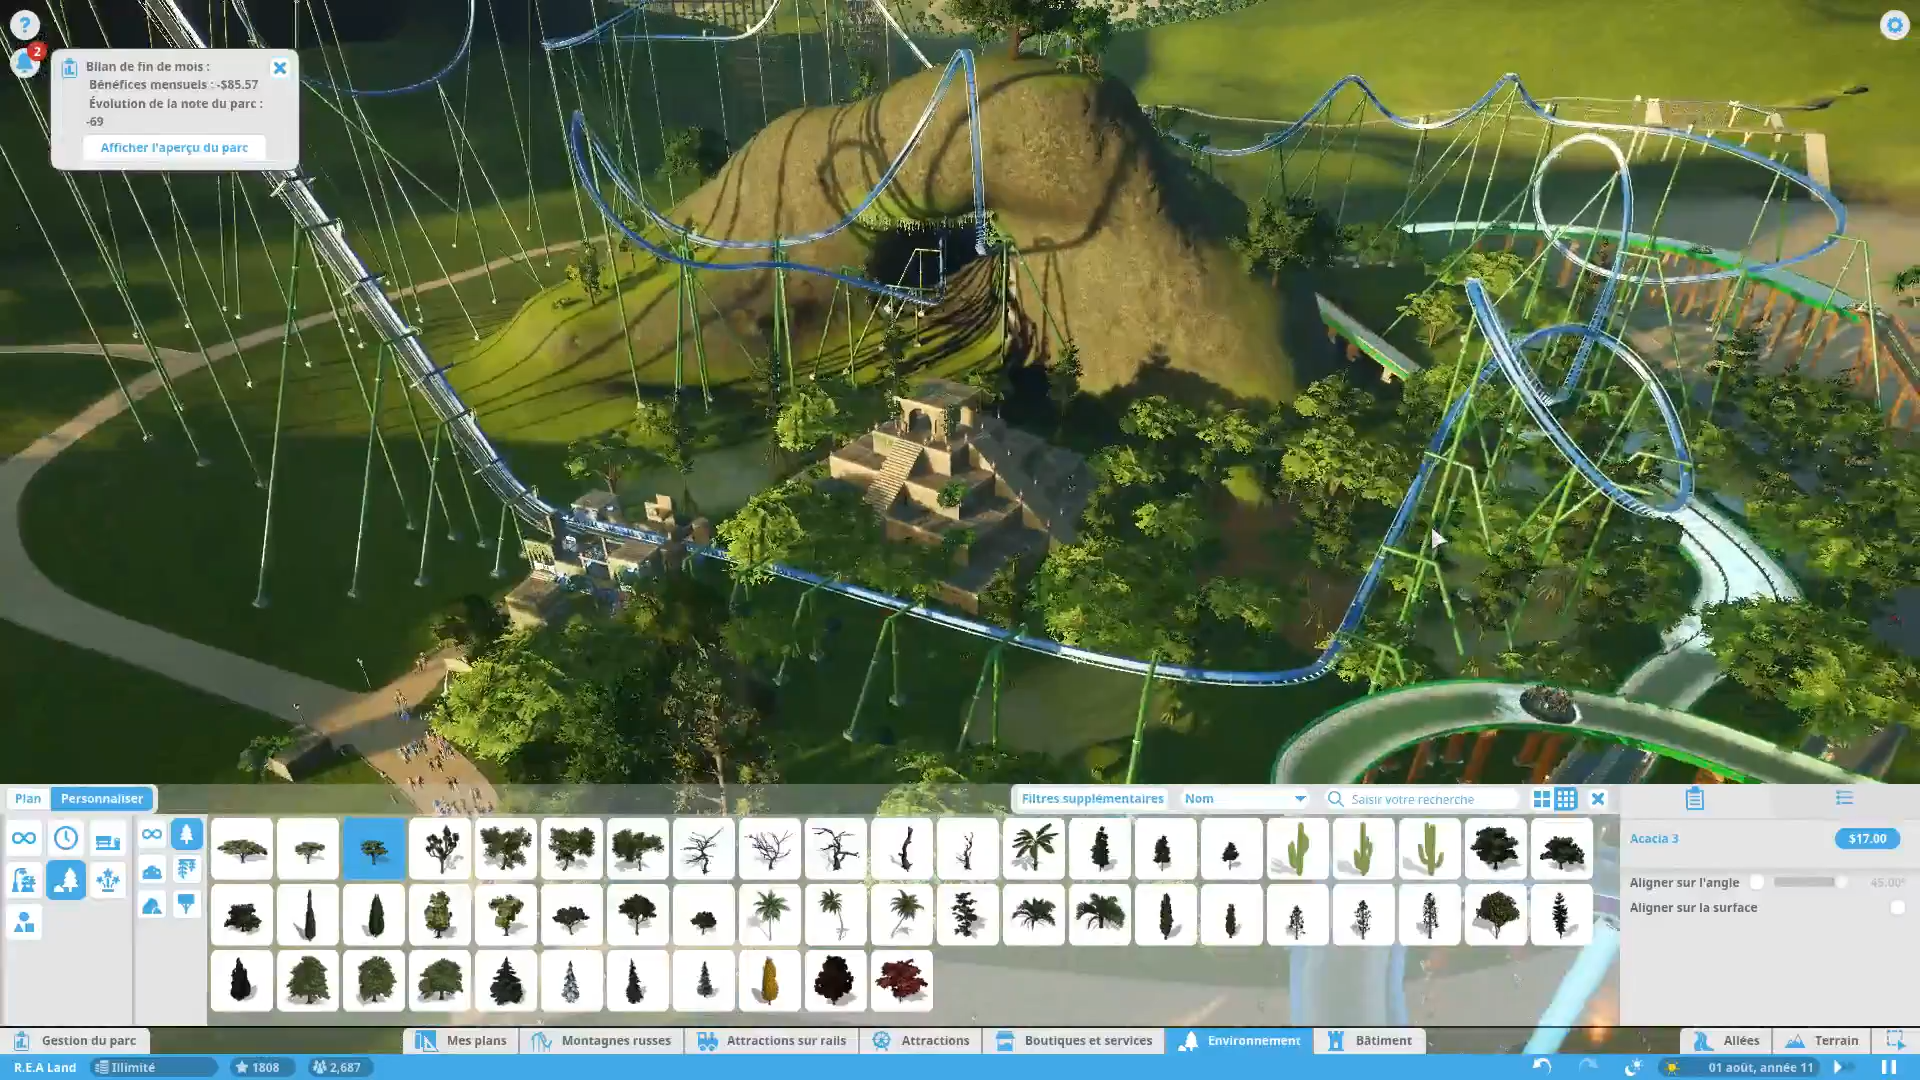 ?
2
Bilan de fin de mois :
Bénéfices mensuels : -$85.57
Évolution de la note du parc :
-69
Afficher l'aperçu du parc
Plan
Personnaliser
Filtres supplémentaires
Nom
Saisir votre recherche
Acacia 3
$17.00
Aligner sur l'angle
45.00°
Aligner sur la surface
Gestion du parc
Mes plans
Montagnes russes
Attractions sur rails
Attractions
Boutiques et services
Environnement
Bâtiment
Allées
Terrain
R.E.A Land
Illimité
1808
2,687
01 août, année 11